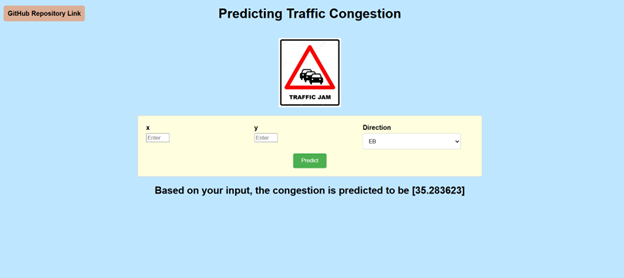 GitHub Repository Link
Predicting Traffic Congestion
TRAFFIC JAM
x
y
Direction
Enter
Enter
EB
Predict
Based on your input, the congestion is predicted to be [35.283623]